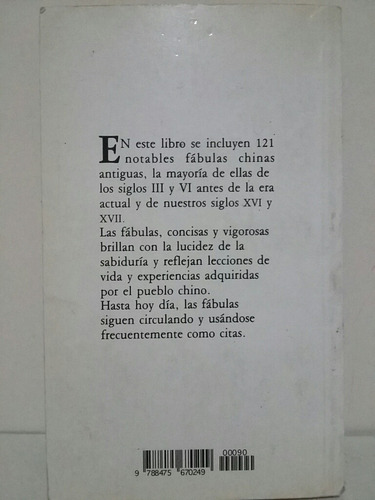 EN este libro se incluyen 121
notables fábulas chinas
antiguas, la mayoría de ellas de
los siglos III y VI antes de la era
actual y de nuestros siglos XVI y
XVII.
Las fábulas, concisas y vigorosas
brillan con la lucidez de la
sabiduría y reflejan lecciones de
vida y experiencias adquiridas
por el pueblo chino.
Hasta hoy día, las fábulas
siguen circulando y usándose
frecuentemente como citas.
00090
9 788475 670249